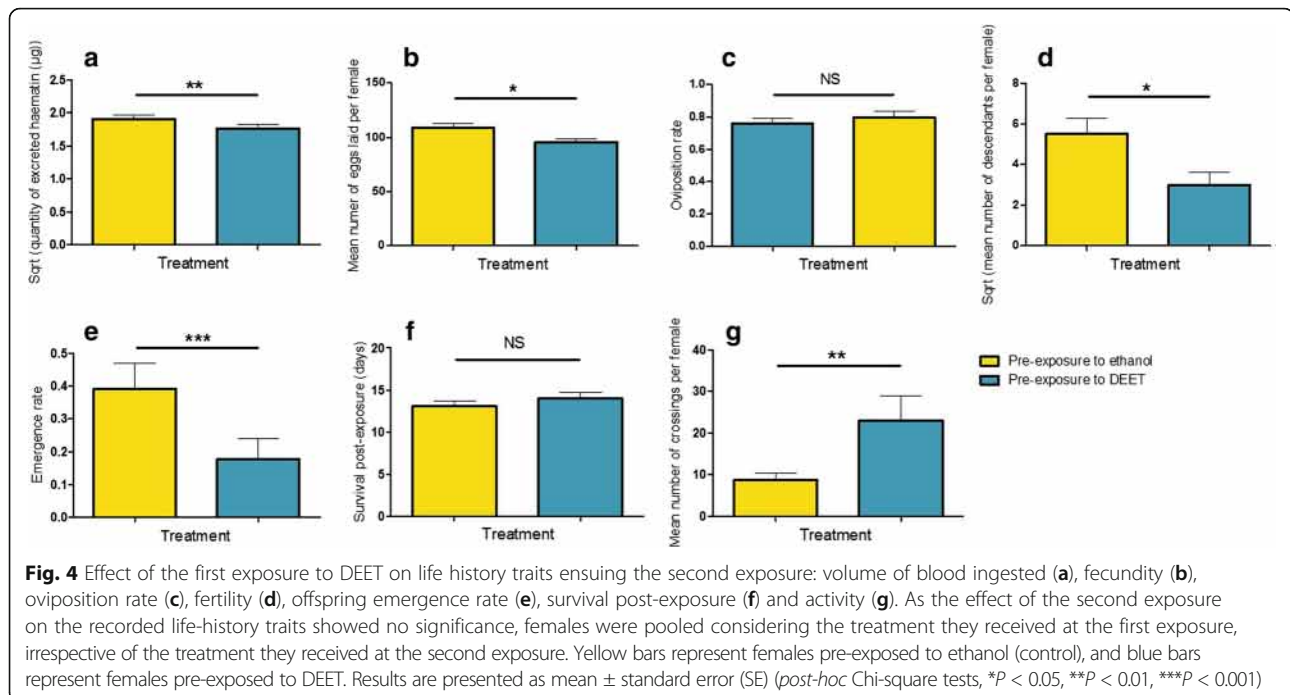 a
b
c
d
**
*
NS
*
Sqrt (quantity of excreted haematin (µg))
2.5
2.0
1.5
1.0
0.5
0.0
Treatment
Mean numer of eggs laid per female
150
100
50
0
Treatment
Oviposition rate
1.0
0.8
0.6
0.4
0.2
0.0
Treatment
Sqrt (mean number of descendants per female)
8
6
4
2
0
Treatment
e
f
g
***
NS
**
Emergence rate
0.5
0.4
0.3
0.2
0.1
0.0
Treatment
Survival post-exposure (days)
20
15
10
5
0
Treatment
Mean number of crossings per female
40
30
20
10
0
Treatment
Pre-exposure to ethanol
Pre-exposure to DEET
Fig. 4 Effect of the first exposure to DEET on life history traits ensuing the second exposure: volume of blood ingested (a), fecundity (b),
oviposition rate (c), fertility (d), offspring emergence rate (e), survival post-exposure (f) and activity (g). As the effect of the second exposure
on the recorded life-history traits showed no significance, females were pooled considering the treatment they received at the first exposure,
irrespective of the treatment they received at the second exposure. Yellow bars represent females pre-exposed to ethanol (control), and blue bars
represent females pre-exposed to DEET. Results are presented as mean ± standard error (SE) (post-hoc Chi-square tests, *P < 0.05, **P < 0.01, ***P < 0.001)